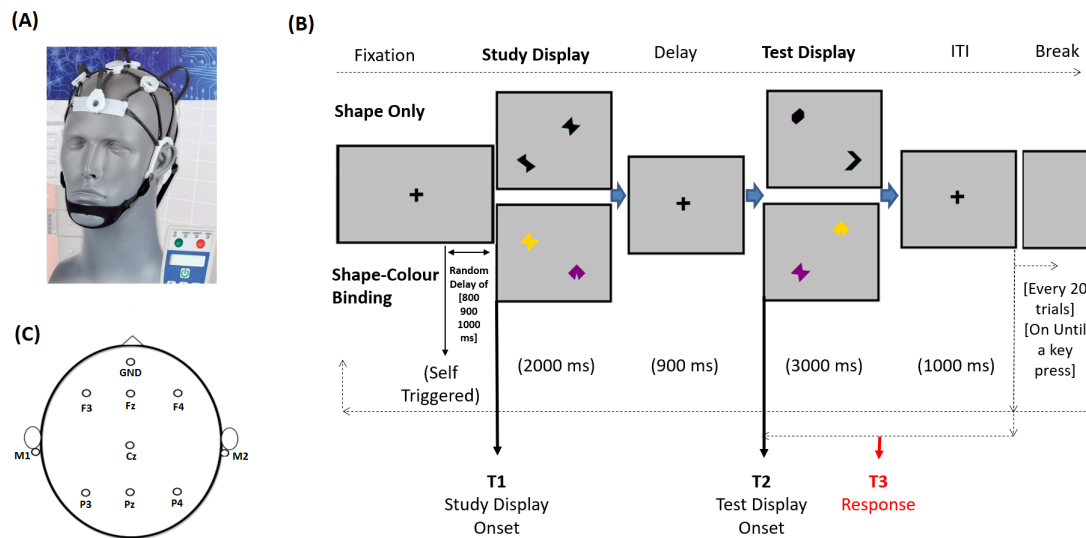 (A)
(B)
Fixation
Study Display
Delay
Test Display
ITI
Break
Shape Only
Shape-Colour
Binding
Random
Delay of
[800
900
1000
ms]
(Self
Triggered)
(2000 ms)
(900 ms)
(3000 ms)
(1000 ms)
[Every 20
trials]
[On Until
a key
press]
T1
Study Display
Onset
T2
Test Display
Onset
T3
Response
(C)
GND
F3
Fz
F4
M1
Cz
M2
P3
Pz
P4